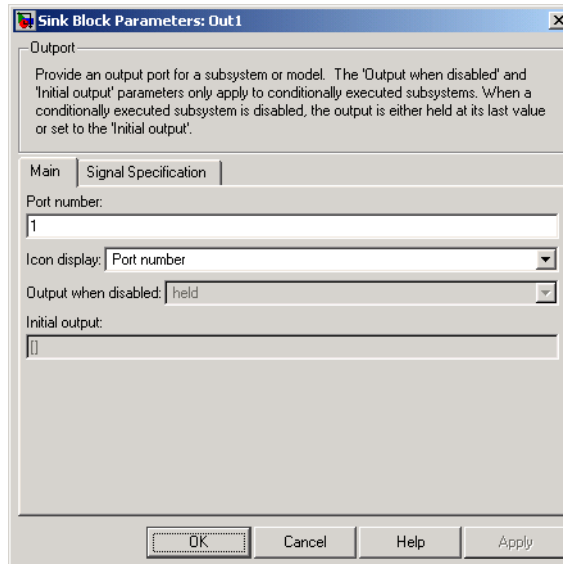 Sink Block Parameters: Out1
Outport
Provide an output port for a subsystem or model. The 'Output when disabled' and
'Initial output' parameters only apply to conditionally executed subsystems. When a
conditionally executed subsystem is disabled, the output is either held at its last value
or set to the 'Initial output'.
Main Signal Specification
Port number:
1
Icon display: Port number
Output when disabled: held
Initial output:
[]
OK Cancel Help Apply